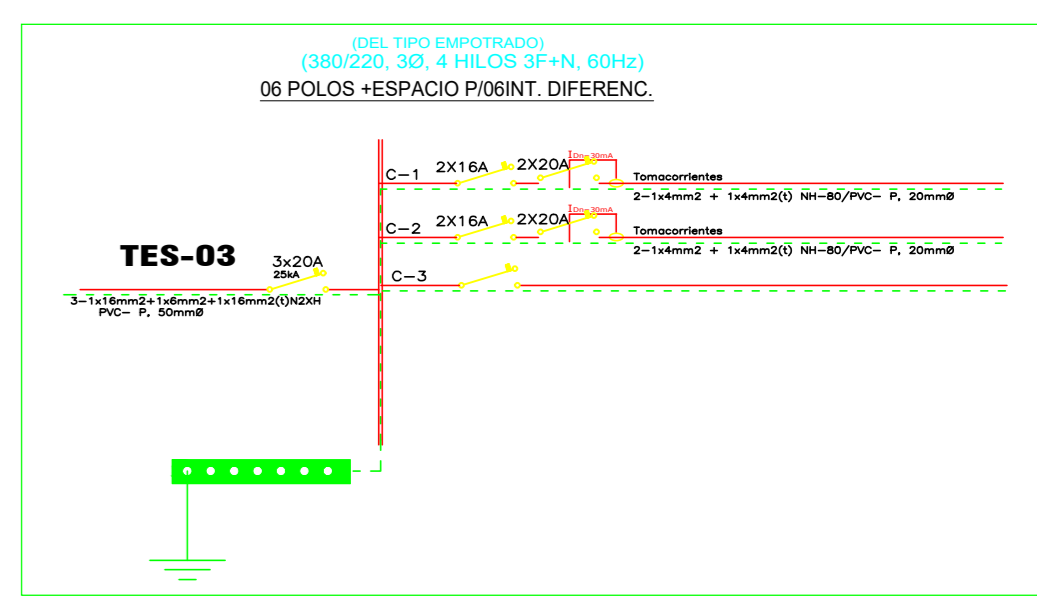 (DEL TIPO EMPOTRADO)
(380/220, 3Ø, 4 HILOS 3F+N, 60Hz)
06 POLOS +ESPACIO P/06INT. DIFERENC.
C-1
2X16A
2X20A
IDn=30mA
Tomacorrientes
2-1x4mm2 + 1x4mm2(t) NH-80/PVC- P, 20mmØ
C-2
2X16A
2X20A
IDn=30mA
Tomacorrientes
2-1x4mm2 + 1x4mm2(t) NH-80/PVC- P, 20mmØ
TES-03
3x20A
25kA
C-3
3-1x16mm2+1x6mm2+1x16mm2(t)N2XH
PVC- P, 50mmØ